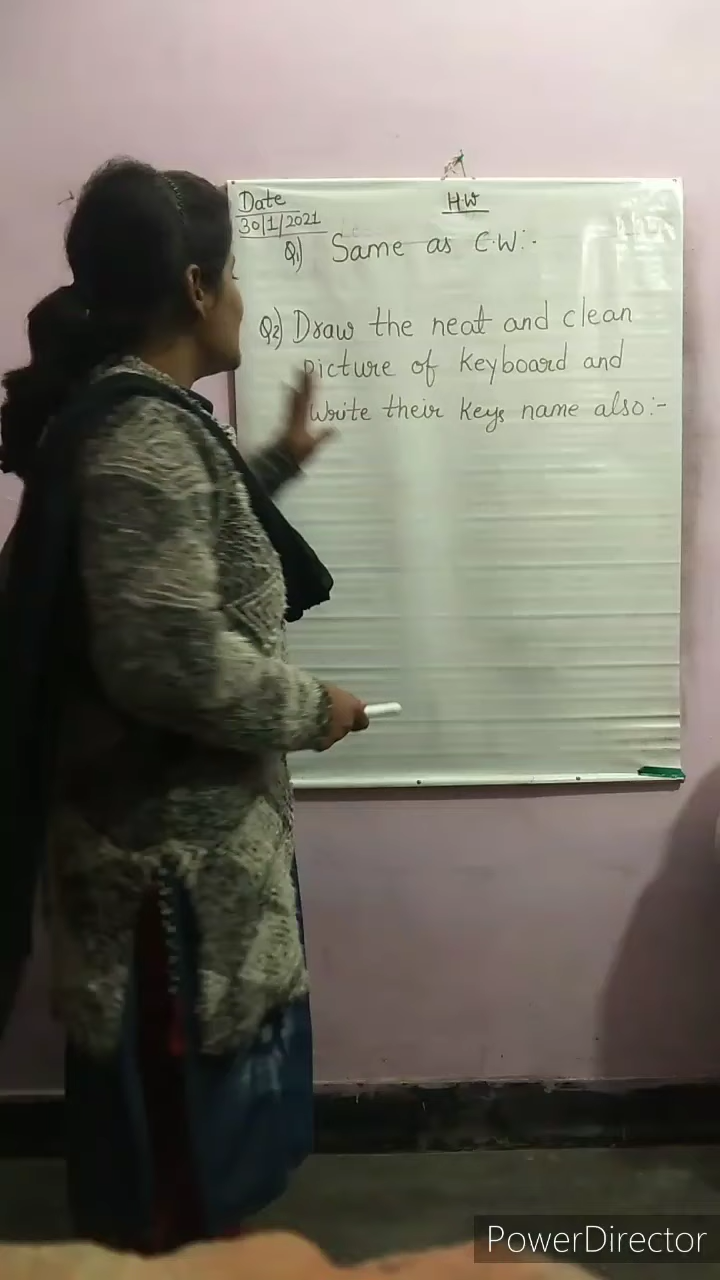 Date
HW
30/1/2021
Q1) Same as C.W:-
Q2) Draw the neat and clean
picture of keyboard and
write their keys name also:-
PowerDirector